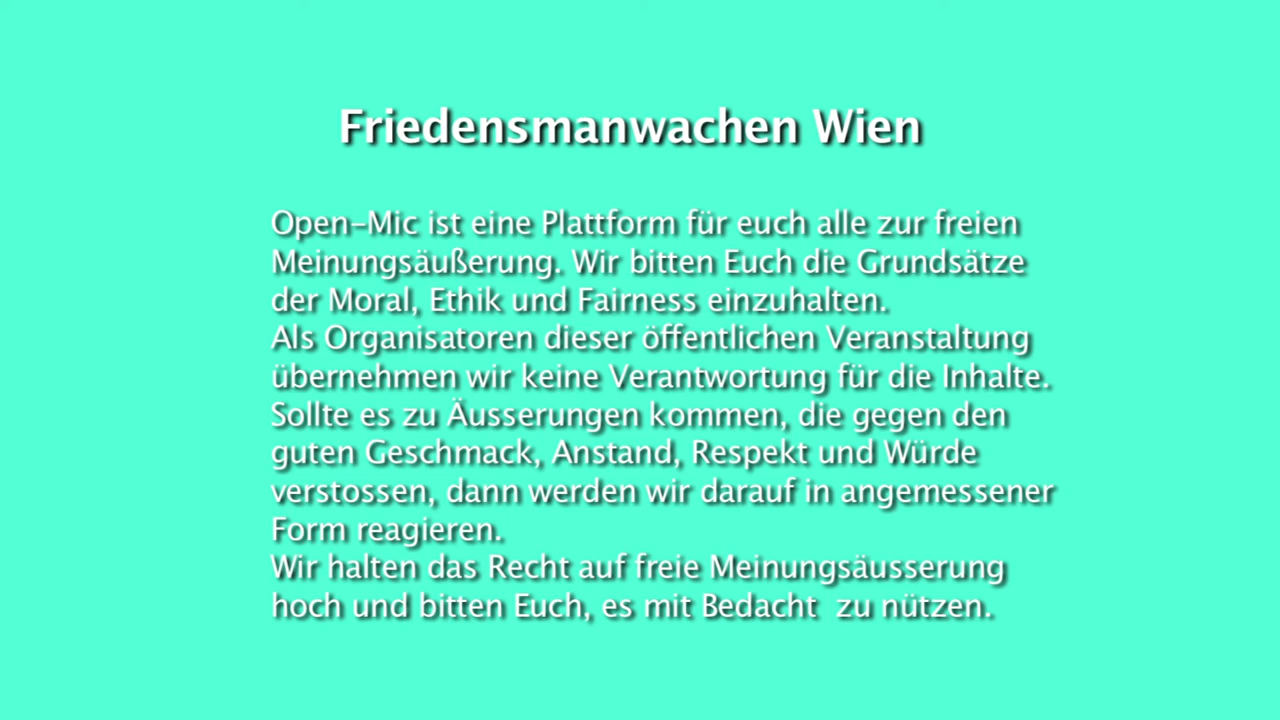 Friedensmanwachen Wien
Open-Mic ist eine Plattform für euch alle zur freien
Meinungsäußerung. Wir bitten Euch die Grundsätze
der Moral, Ethik und Fairness einzuhalten.
Als Organisatoren dieser öffentlichen Veranstaltung
übernehmen wir keine Verantwortung für die Inhalte.
Sollte es zu Äusserungen kommen, die gegen den
guten Geschmack, Anstand, Respekt und Würde
verstossen, dann werden wir darauf in angemessener
Form reagieren.
Wir halten das Recht auf freie Meinungsäusserung
hoch und bitten Euch, es mit Bedacht  zu nützen.